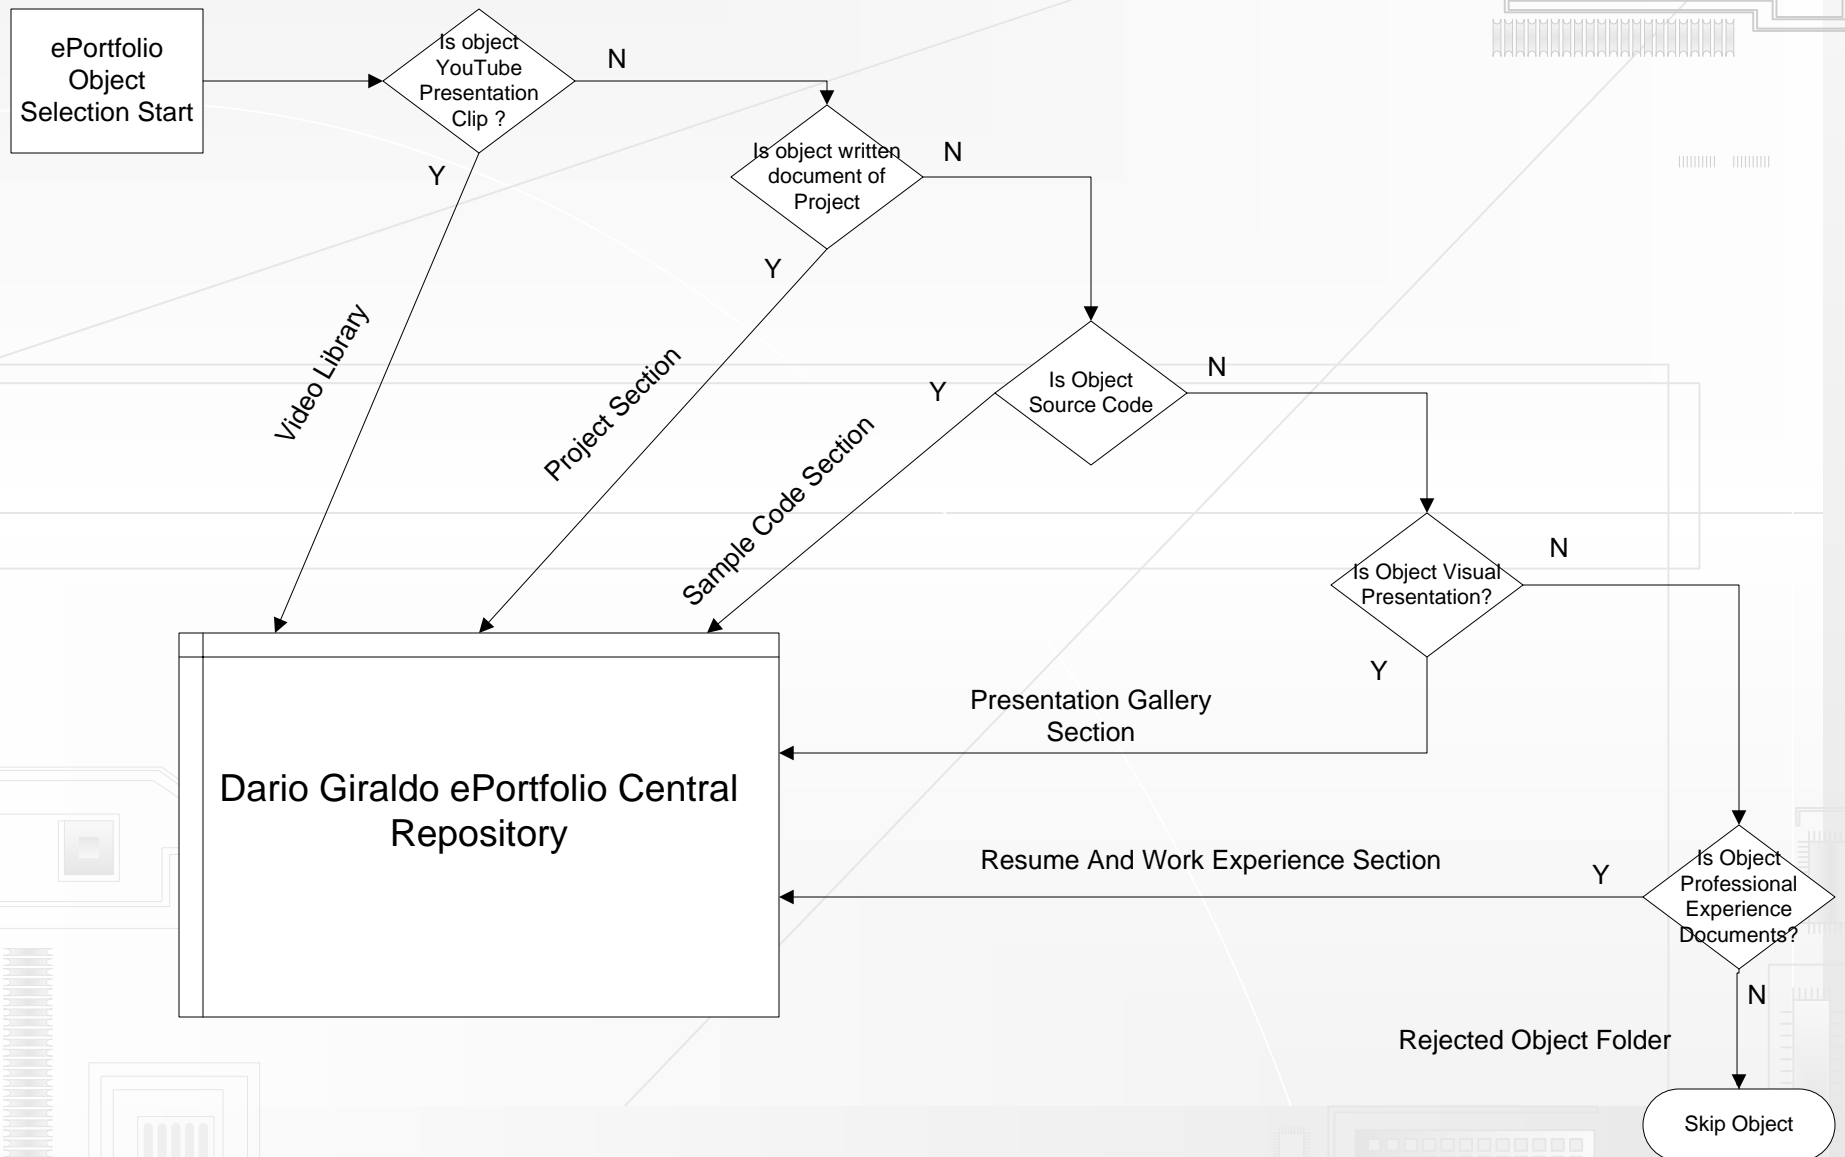 ePortfolio
Object
Selection Start
Is object
YouTube
Presentation
Clip ?
N
Y
Is object written
document of
Project
N
Y
Video Library
Project Section
Is Object
Source Code
N
Y
Sample Code Section
Is Object Visual
Presentation?
N
Y
Presentation Gallery
Section
Dario Giraldo ePortfolio Central
Repository
Is Object
Professional
Experience
Documents?
Y
Resume And Work Experience Section
N
Rejected Object Folder
Skip Object